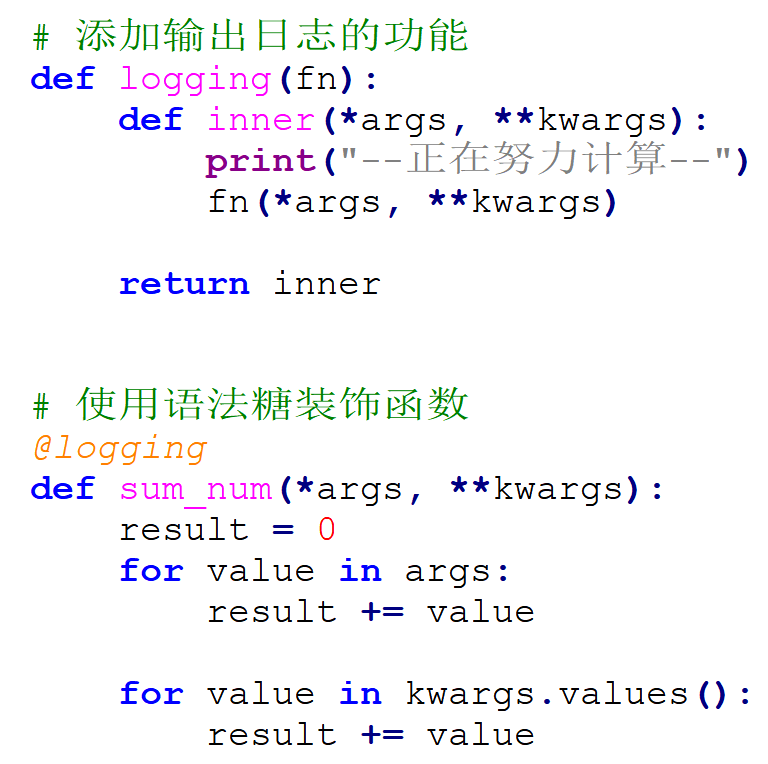 # 添加输出日志的功能
def logging(fn):
    def inner(*args, **kwargs):
        print("--正在努力计算--")
        fn(*args, **kwargs)
    return inner
# 使用语法糖装饰函数
@logging
def sum_num(*args, **kwargs):
    result = 0
    for value in args:
        result += value
    for value in kwargs.values():
        result += value